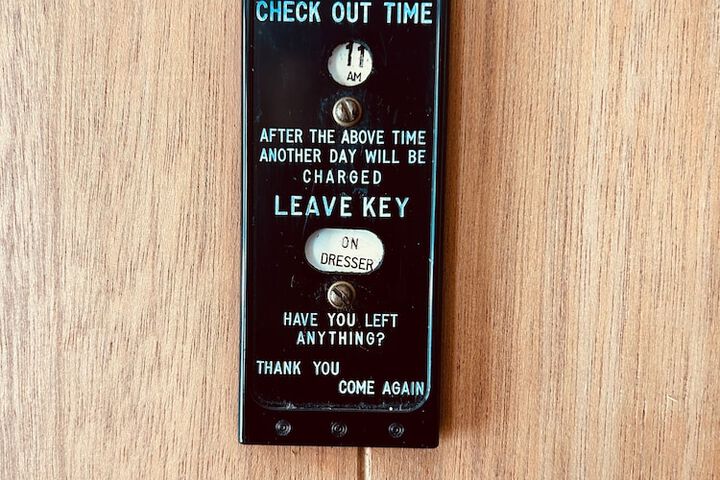 CHECK OUT TIME
11
AM
AFTER THE ABOVE TIME
ANOTHER DAY WILL BE
CHARGED
LEAVE KEY
ON
DRESSER
HAVE YOU LEFT
ANYTHING?
THANK YOU
COME AGAIN